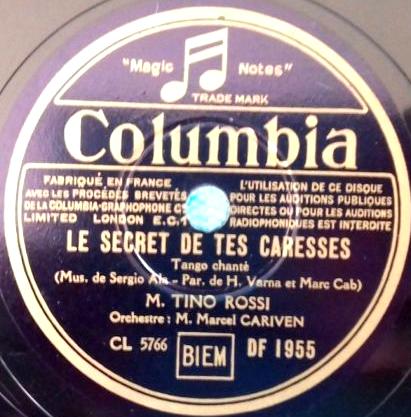 "Magic Notes"
TRADE MARK
Columbia
FABRIQUÉ EN FRANCE
AVEC LES PROCÉDÉS BREVETÉS
DE LA COLUMBIA-GRAPHOPHONE Cº
LIMITED LONDON E.C.1
L'UTILISATION DE CE DISQUE
POUR LES AUDITIONS PUBLIQUES
DIRECTES OU POUR LES AUDITIONS
RADIOPHONIQUES EST INTERDITE
LE SECRET DE TES CARESSES
Tango chanté
(Mus. de Sergio - Par. de H. Varna et Marc Cab)
M. TINO ROSSI
Orchestre: M. Marcel CARIVEN
CL 5766 BIEM DF 1955